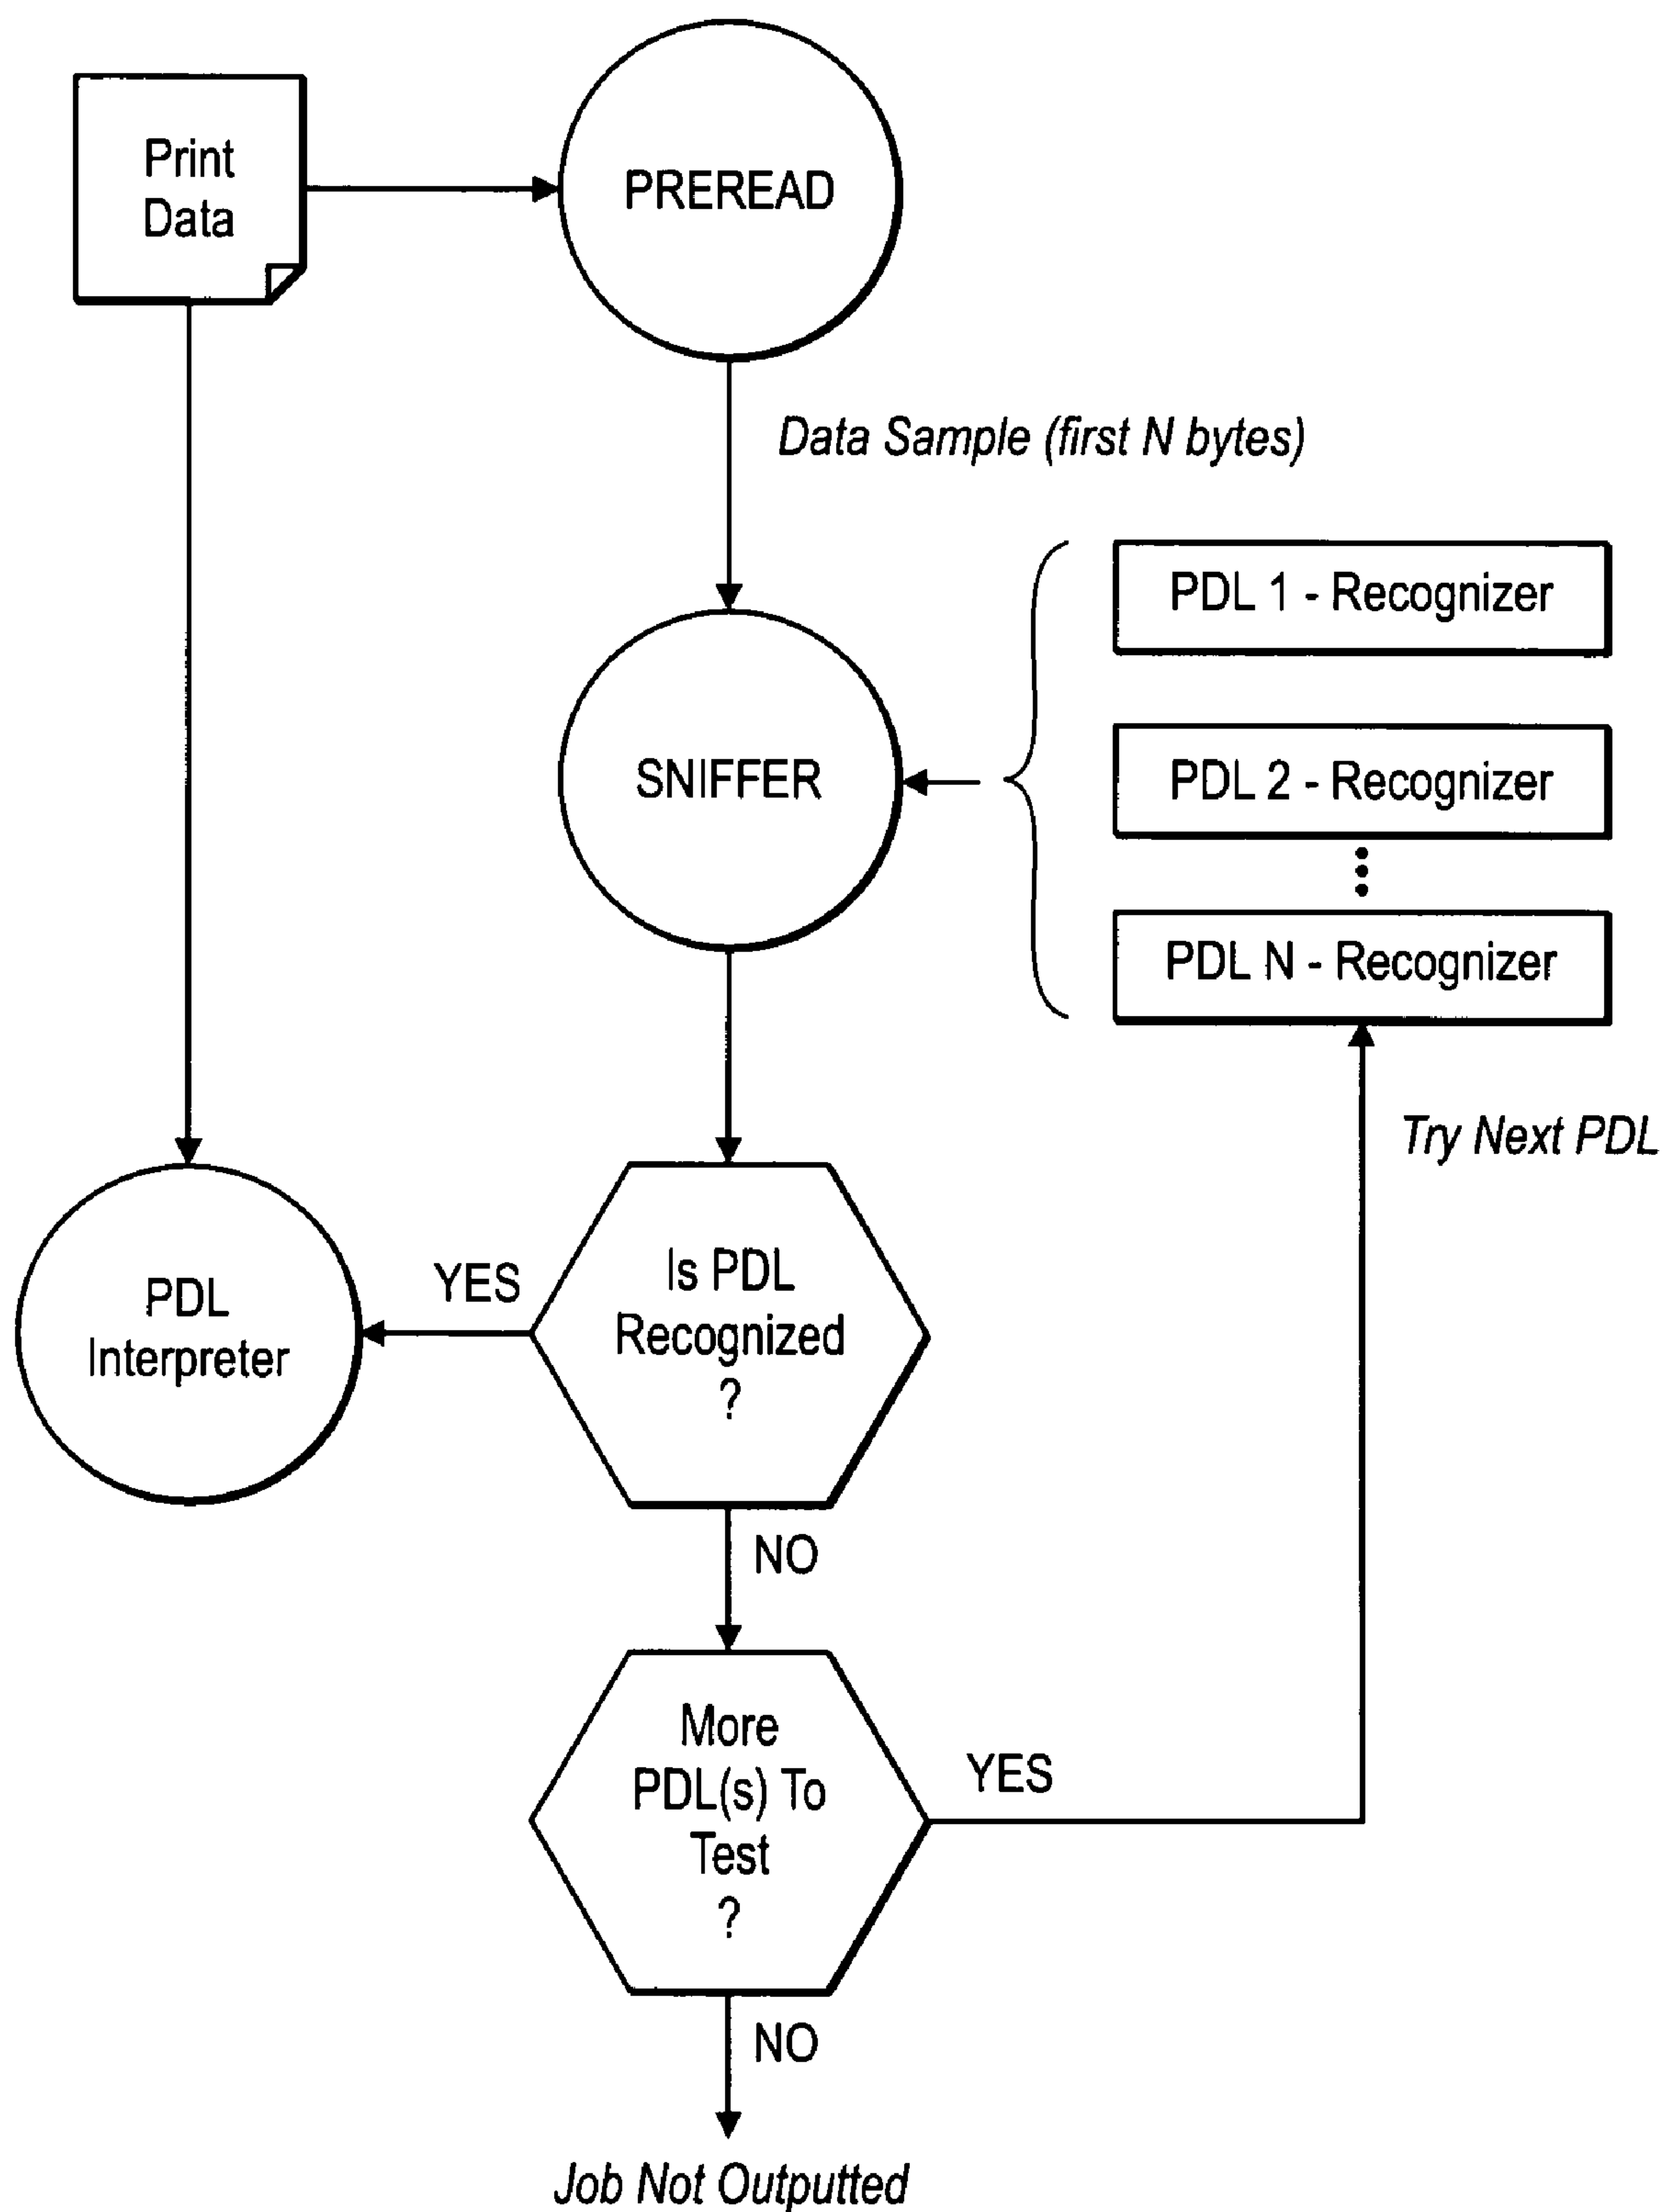 Print
Data
PREREAD
Data Sample (first N bytes)
PDL 1 - Recognizer
SNIFFER
PDL 2 - Recognizer
PDL N - Recognizer
Try Next PDL
Is PDL
Recognized
?
YES
PDL
Interpreter
NO
More
PDL(s) To
Test
?
YES
NO
Job Not Outputted